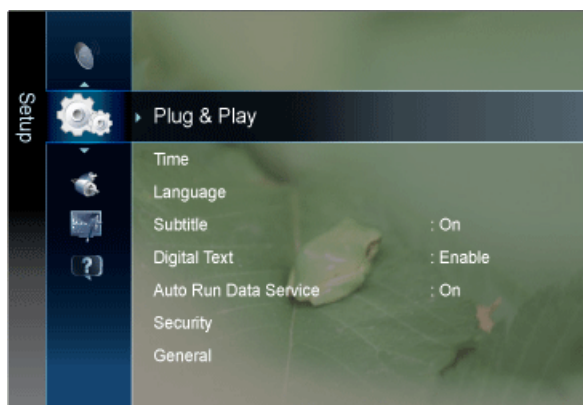 Setup
Plug & Play
Time
Language
Subtitle : On
Digital Text : Enable
Auto Run Data Service : On
Security
General
?